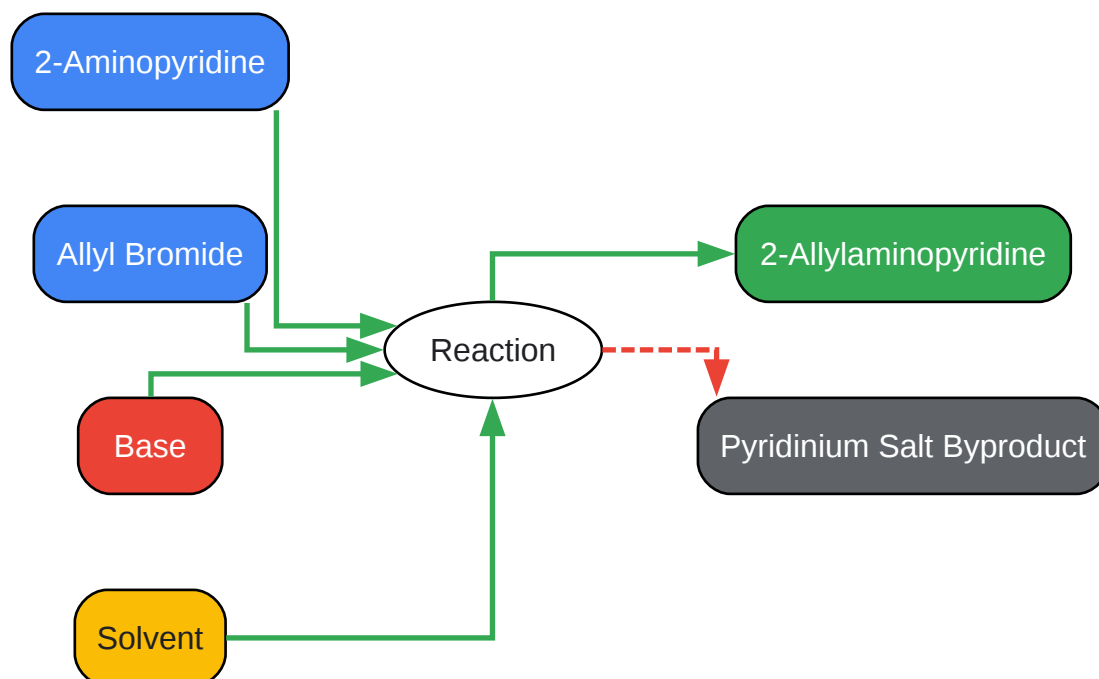 2-Aminopyridine
Allyl Bromide
2-Allylaminopyridine
Reaction
Base
Pyridinium Salt Byproduct
Solvent